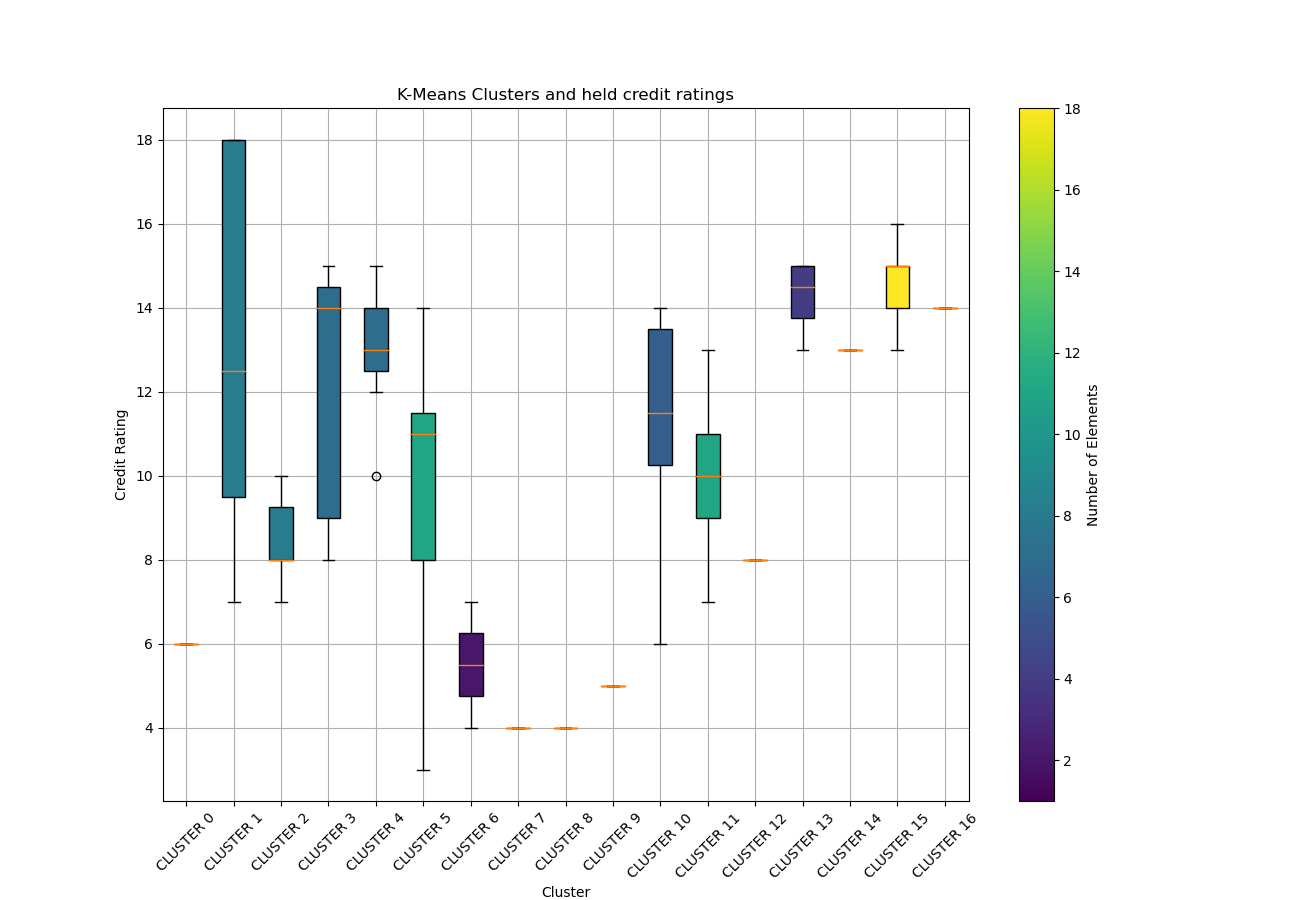 K-Means Clusters and held credit ratings
18
16
14
12
10
8
6
4
Credit Rating
CLUSTER 0
CLUSTER 1
CLUSTER 2
CLUSTER 3
CLUSTER 4
CLUSTER 5
CLUSTER 6
CLUSTER 7
CLUSTER 8
CLUSTER 9
CLUSTER 10
CLUSTER 11
CLUSTER 12
CLUSTER 13
CLUSTER 14
CLUSTER 15
CLUSTER 16
Cluster
18
16
14
12
10
8
6
4
2
Number of Elements